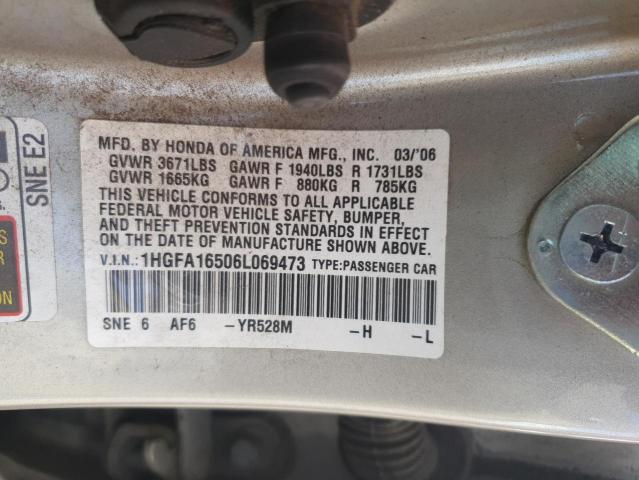 MFD. BY HONDA OF AMERICA MFG., INC. 03/'06
GVWR 3671LBS GAWR F 1940LBS R 1731LBS
GVWR 1665KG GAWR F 880KG R 785KG
THIS VEHICLE CONFORMS TO ALL APPLICABLE
FEDERAL MOTOR VEHICLE SAFETY, BUMPER,
AND THEFT PREVENTION STANDARDS IN EFFECT
ON THE DATE OF MANUFACTURE SHOWN ABOVE.
V.I.N.: 1HGFA16506L069473 TYPE:PASSENGER CAR
SNE 6 AF6 -YR528M -H -L
SNE E2